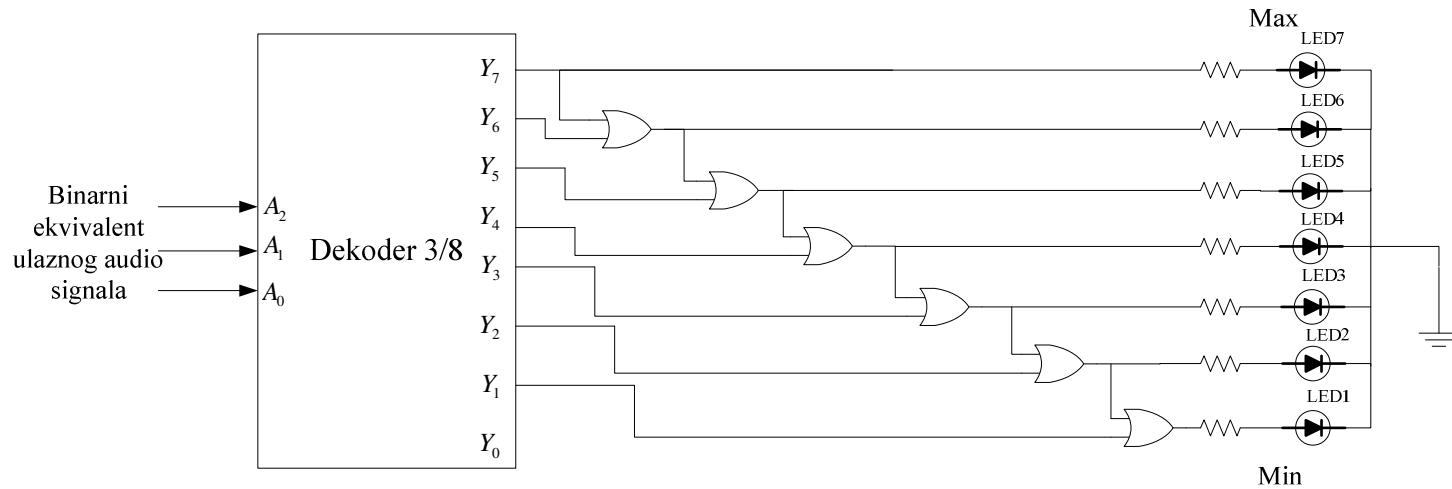 Max
LED7
LED6
LED5
LED4
LED3
LED2
LED1
Min
Y₇
Y₆
Y₅
Y₄
Y₃
Y₂
Y₁
Y₀
Dekoder 3/8
A₂
A₁
A₀
Binarni
ekvivalent
ulaznog audio
signala